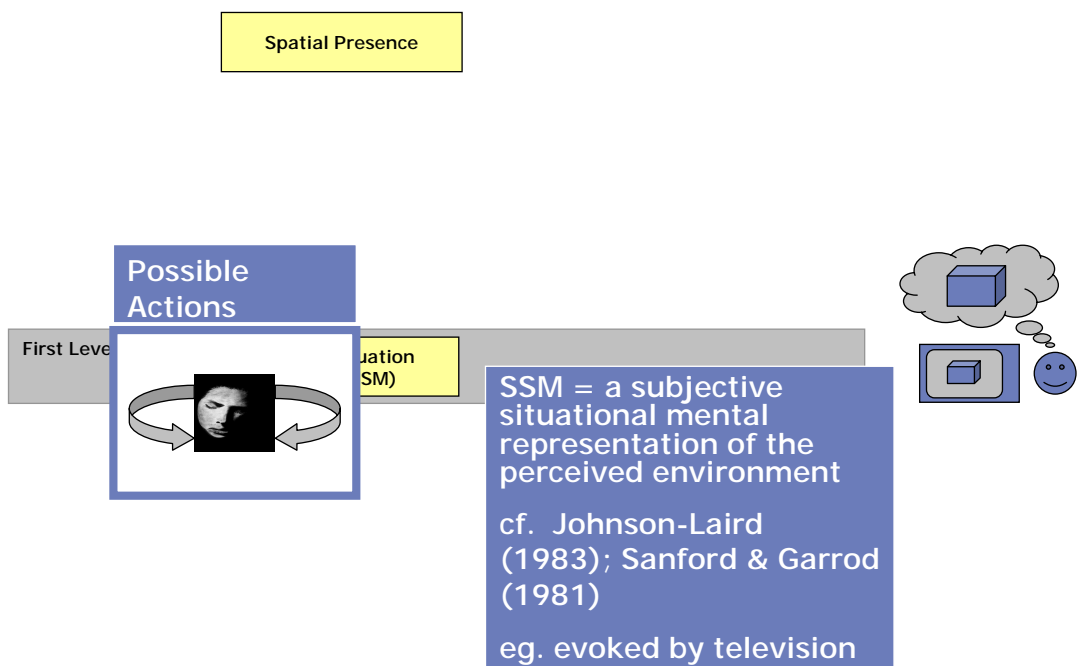 Spatial Presence
Possible
Actions
First Leve
uation
SM)
SSM = a subjective
situational mental
representation of the
perceived environment
cf. Johnson-Laird
(1983); Sanford & Garrod
(1981)
eg. evoked by television